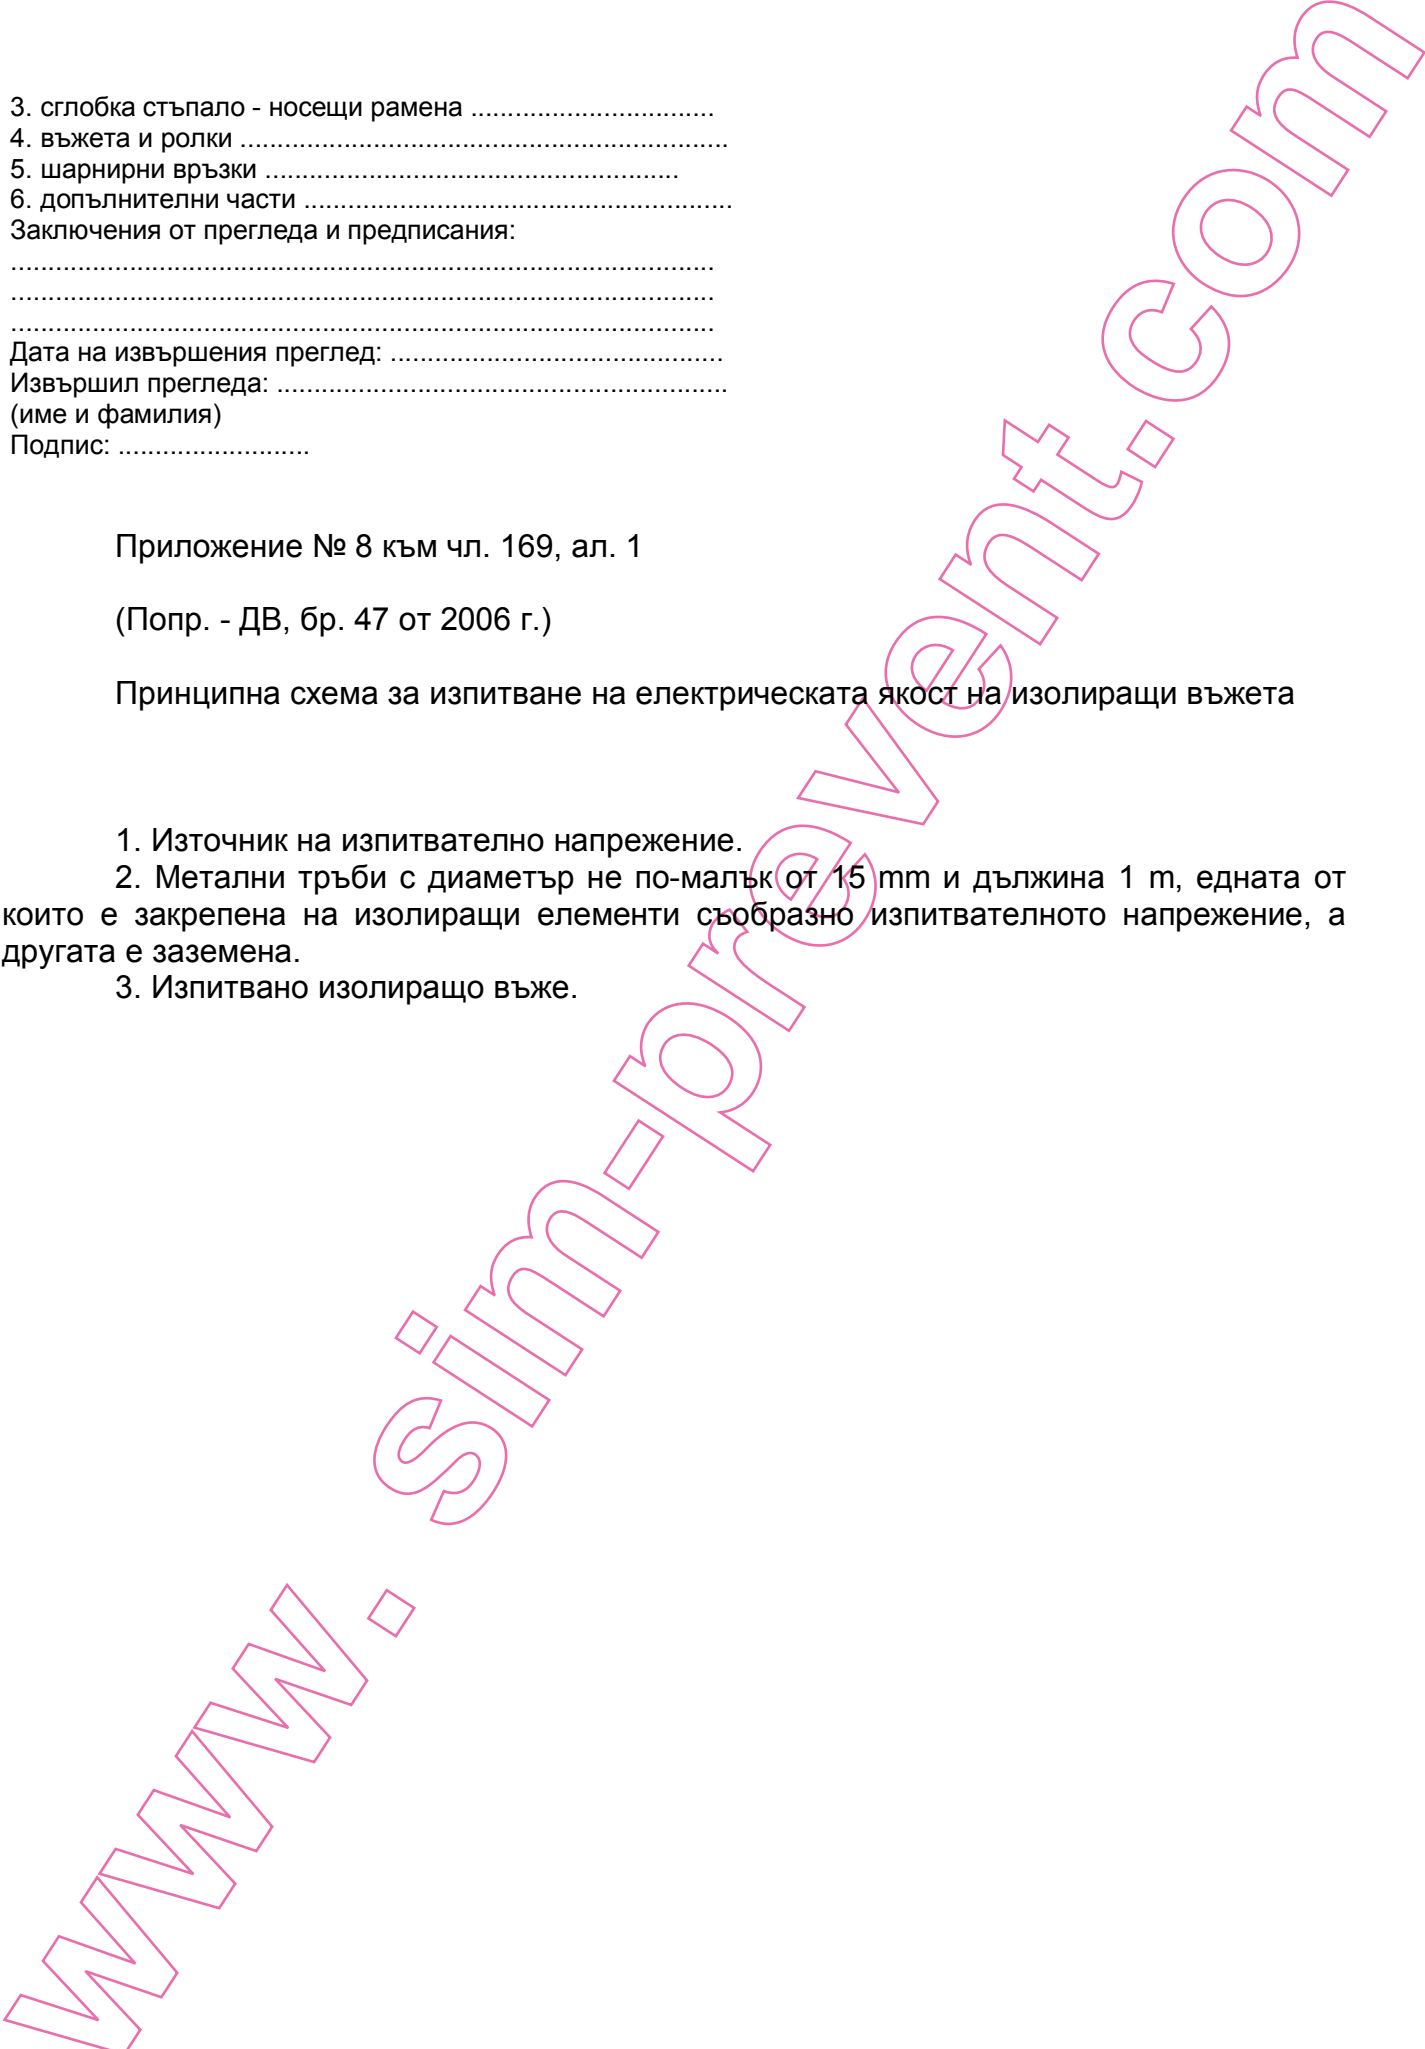 3. сглобка стъпало - носещи рамена .................................
4. въжета и ролки ..................................................................
5. шарнирни връзки ........................................................
6. допълнителни части ..........................................................
Заключения от прегледа и предписания:
...............................................................................................
...............................................................................................
...............................................................................................
Дата на извършения преглед: .............................................
Извършил прегледа: .............................................................
(име и фамилия)
Подпис: ..........................
Приложение № 8 към чл. 169, ал. 1
(Попр. - ДВ, бр. 47 от 2006 г.)
Принципна схема за изпитване на електрическата якост на изолиращи въжета
1. Източник на изпитвателно напрежение.
2. Метални тръби с диаметър не по-малък от 15 mm и дължина 1 m, едната от
които е закрепена на изолиращи елементи съобразно изпитвателното напрежение, а
другата е заземена.
3. Изпитвано изолиращо въже.
www.sim-prevent.com